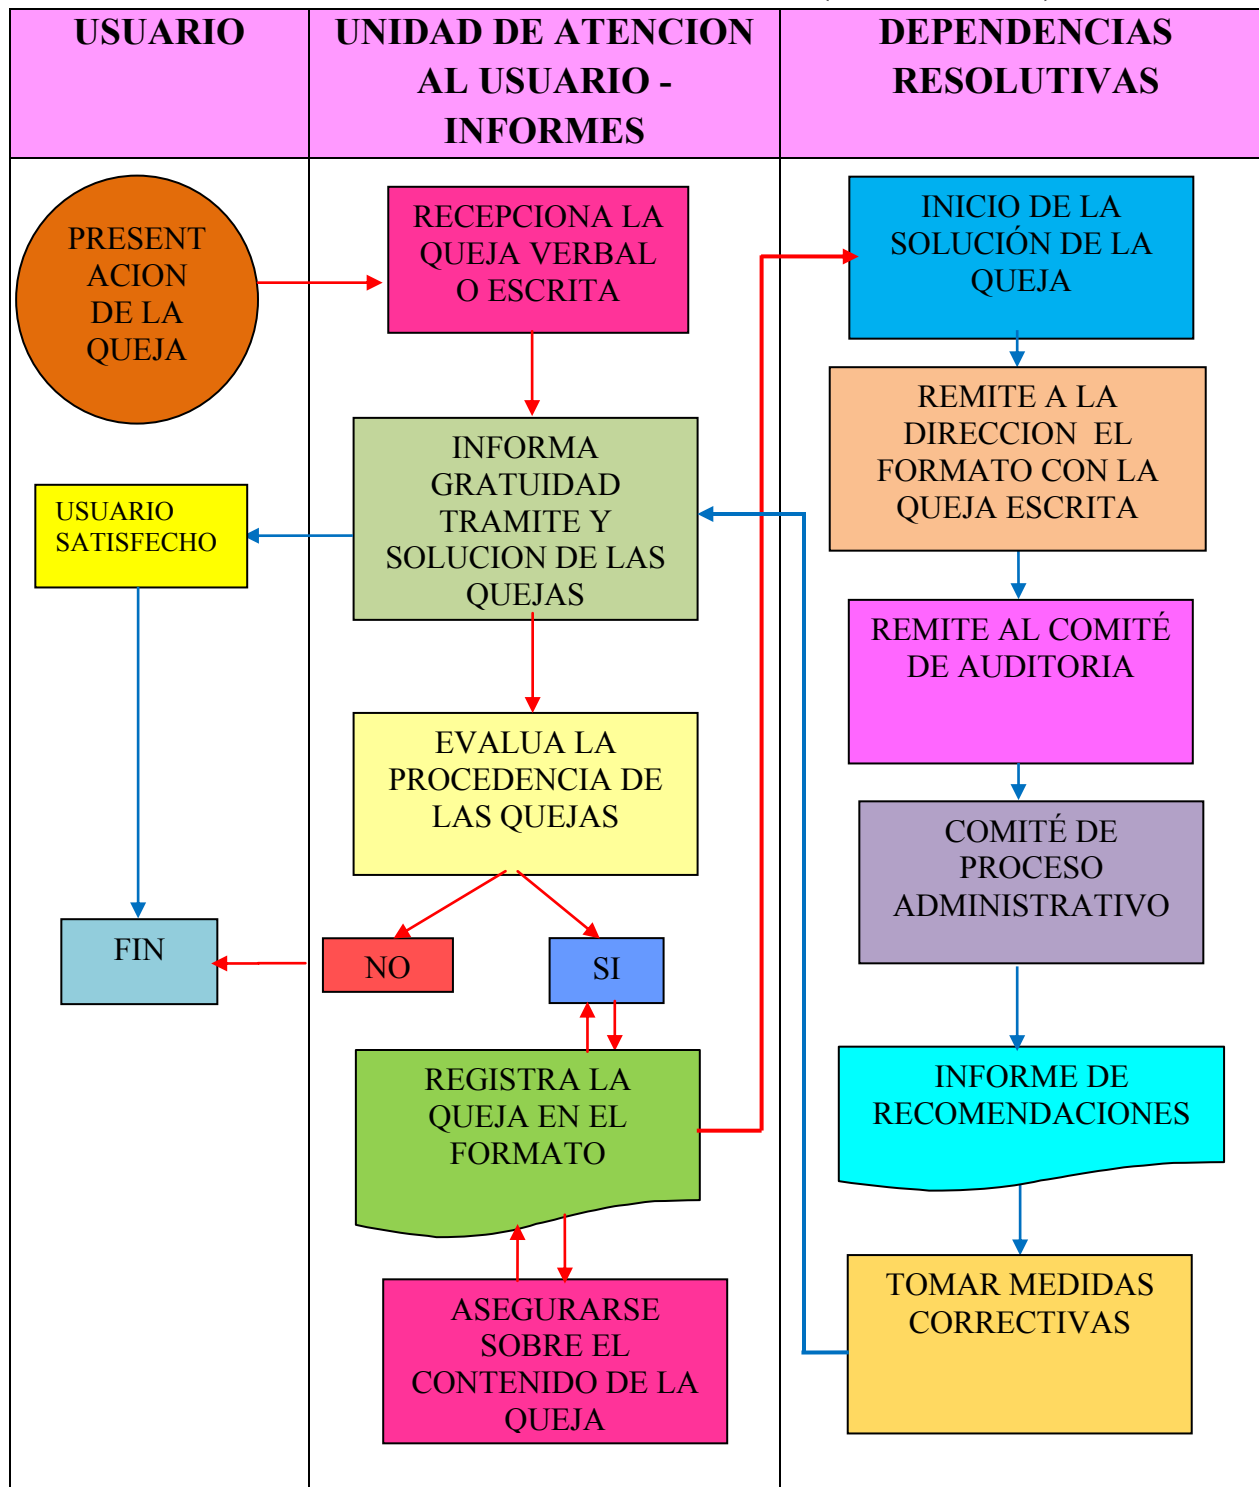 USUARIO
UNIDAD DE ATENCION
AL USUARIO -
INFORMES
DEPENDENCIAS
RESOLUTIVAS
PRESENT
ACION
DE LA
QUEJA
USUARIO
SATISFECHO
FIN
RECEPCIONA LA
QUEJA VERBAL
O ESCRITA
INFORMA
GRATUIDAD
TRAMITE Y
SOLUCION DE LAS
QUEJAS
EVALUA LA
PROCEDENCIA DE
LAS QUEJAS
NO
SI
REGISTRA LA
QUEJA EN EL
FORMATO
ASEGURARSE
SOBRE EL
CONTENIDO DE LA
QUEJA
INICIO DE LA
SOLUCIÓN DE LA
QUEJA
REMITE A LA
DIRECCION EL
FORMATO CON LA
QUEJA ESCRITA
REMITE AL COMITÉ
DE AUDITORIA
COMITÉ DE
PROCESO
ADMINISTRATIVO
INFORME DE
RECOMENDACIONES
TOMAR MEDIDAS
CORRECTIVAS